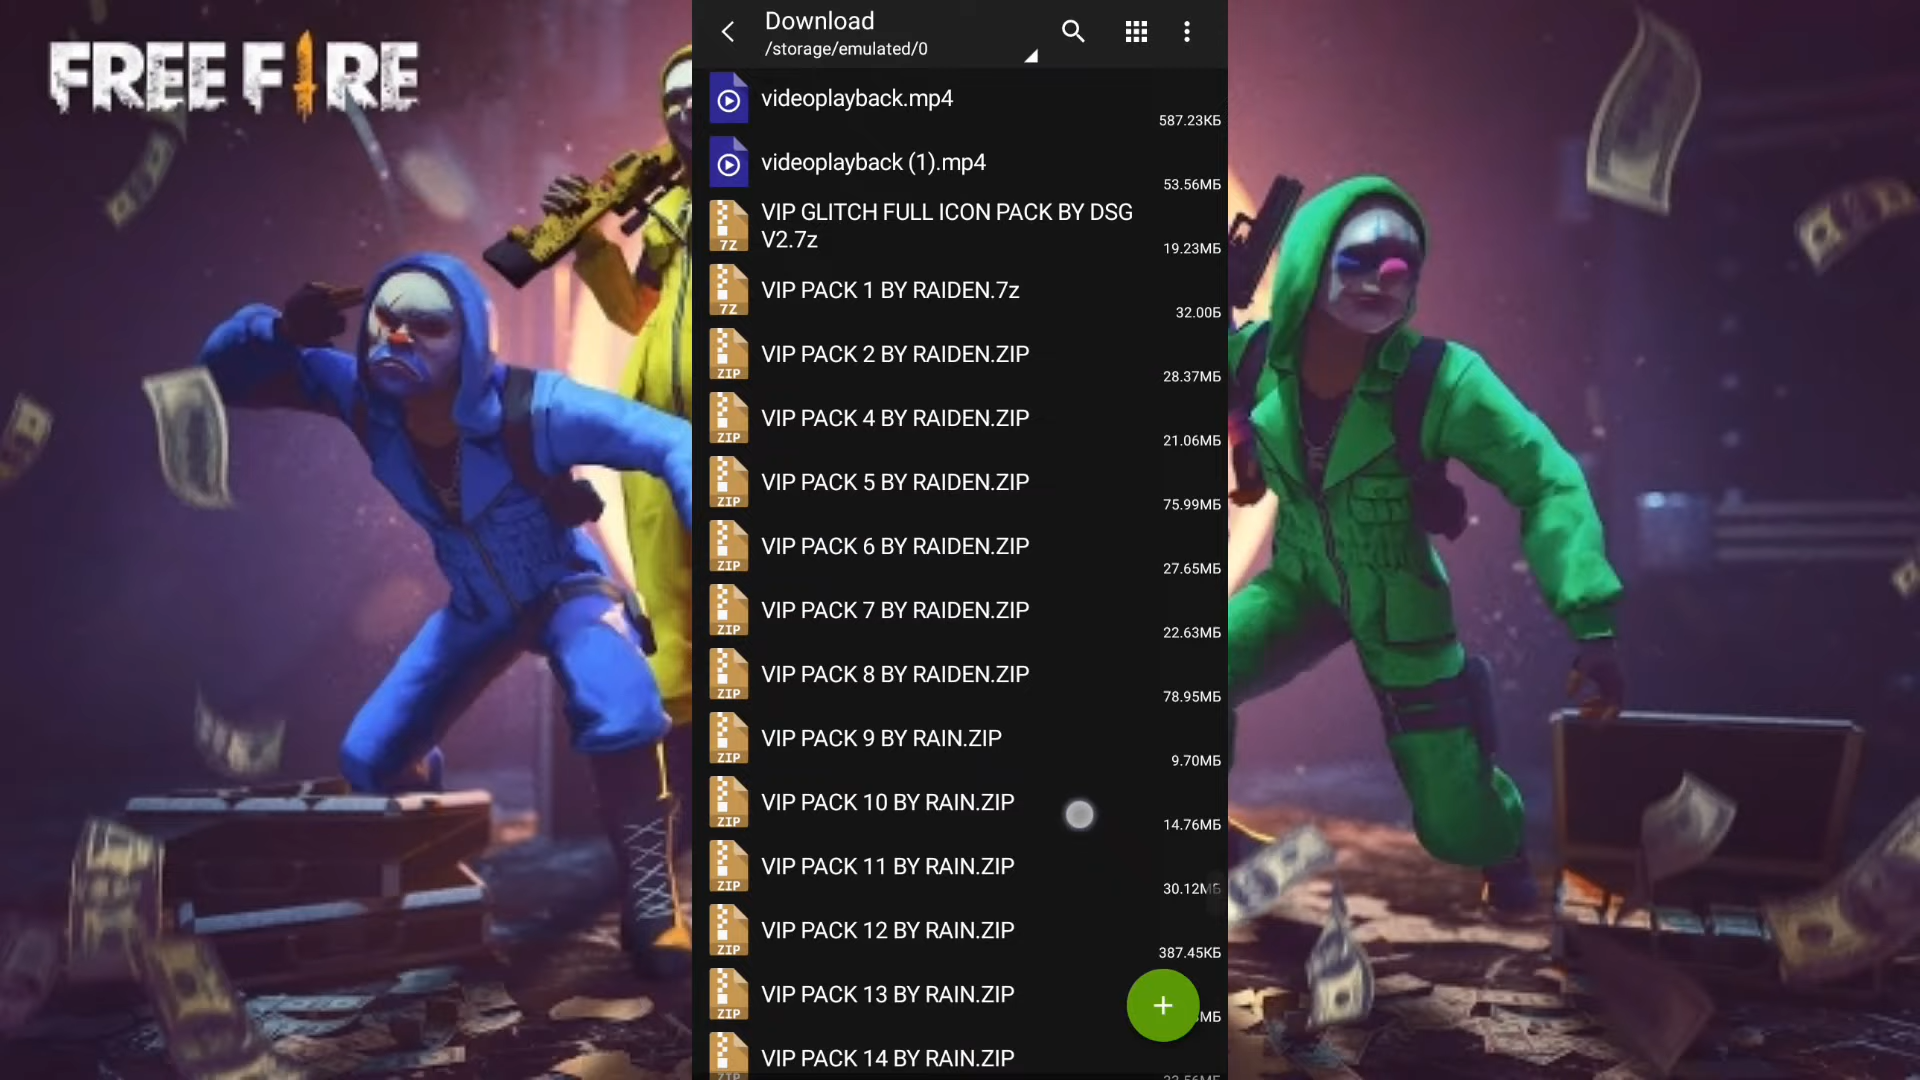 FREE FIRE
Download
/storage/emulated/0
videoplayback.mp4
587.23КБ
videoplayback (1).mp4
53.56МБ
VIP GLITCH FULL ICON PACK BY DSG
V2.7z
7Z
19.23МБ
VIP PACK 1 BY RAIDEN.7z
7Z
32.00Б
VIP PACK 2 BY RAIDEN.ZIP
ZIP
28.37МБ
VIP PACK 4 BY RAIDEN.ZIP
ZIP
21.06МБ
VIP PACK 5 BY RAIDEN.ZIP
ZIP
75.99МБ
VIP PACK 6 BY RAIDEN.ZIP
ZIP
27.65МБ
VIP PACK 7 BY RAIDEN.ZIP
ZIP
22.63МБ
VIP PACK 8 BY RAIDEN.ZIP
ZIP
78.95МБ
VIP PACK 9 BY RAIN.ZIP
ZIP
9.70МБ
VIP PACK 10 BY RAIN.ZIP
ZIP
14.76МБ
VIP PACK 11 BY RAIN.ZIP
ZIP
30.12МБ
VIP PACK 12 BY RAIN.ZIP
ZIP
387.45КБ
VIP PACK 13 BY RAIN.ZIP
ZIP
МБ
VIP PACK 14 BY RAIN.ZIP